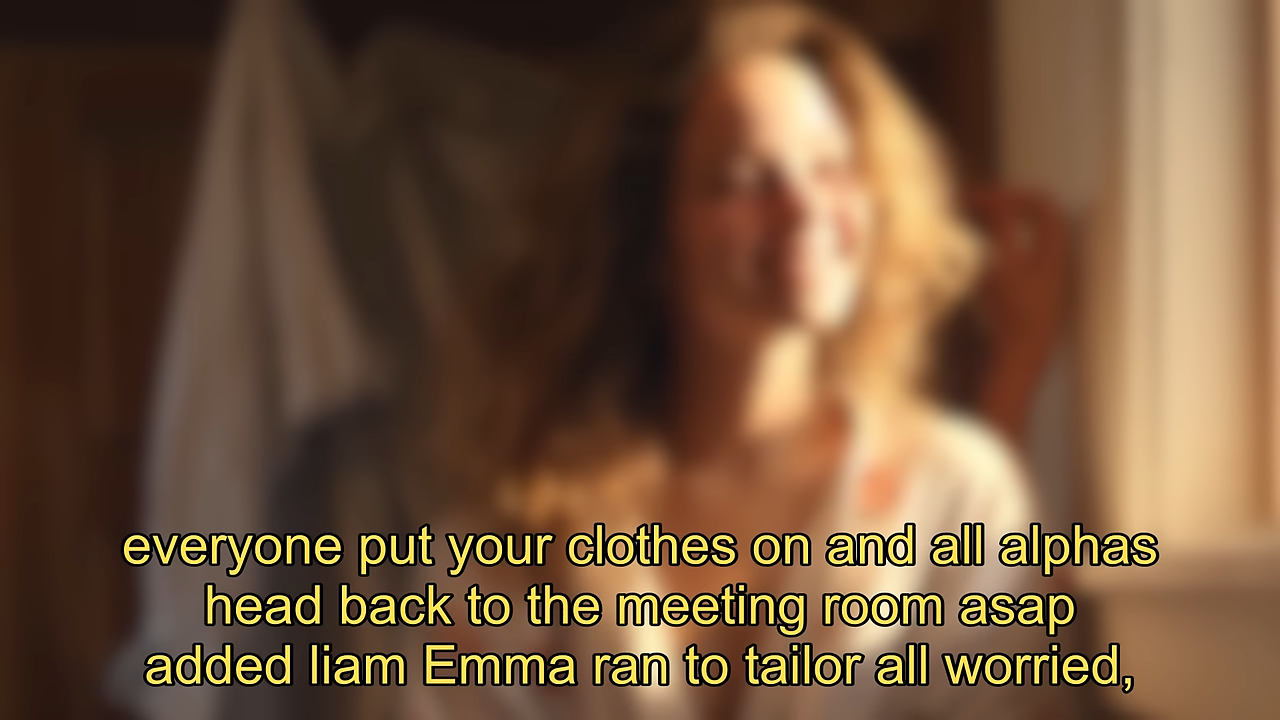 everyone put your clothes on and all alphas
head back to the meeting room asap
added liam Emma ran to tailor all worried,